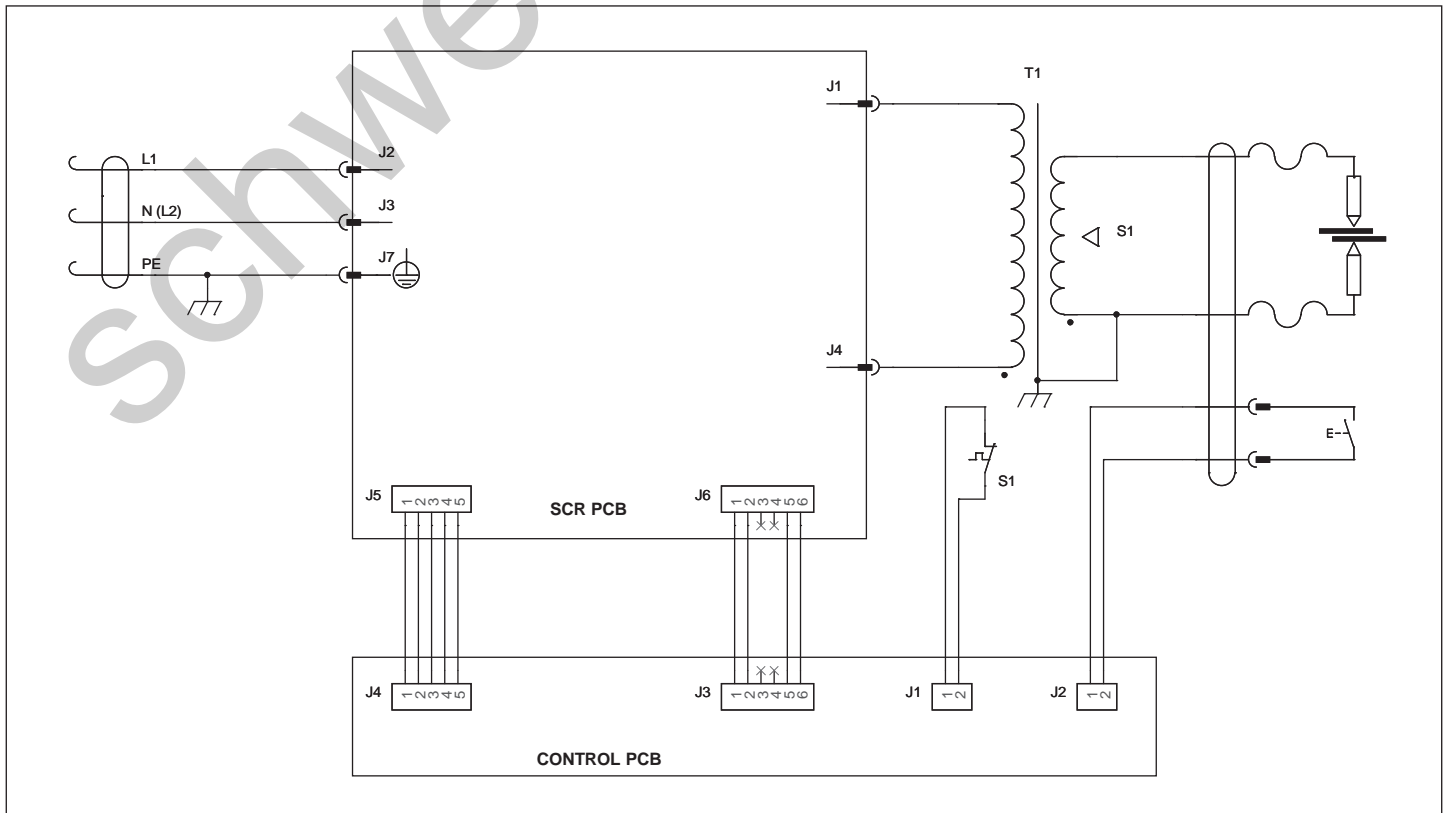 T1
J1
J2
L1
N (L2)
J3
S1
PE
J7
J4
S1
J5
1 2 3 4 5
SCR PCB
J6
1 2 3 4 5 6
E
J4
1 2 3 4 5
J3
1 2 3 4 5 6
J1
1 2
J2
1 2
CONTROL PCB
schwe